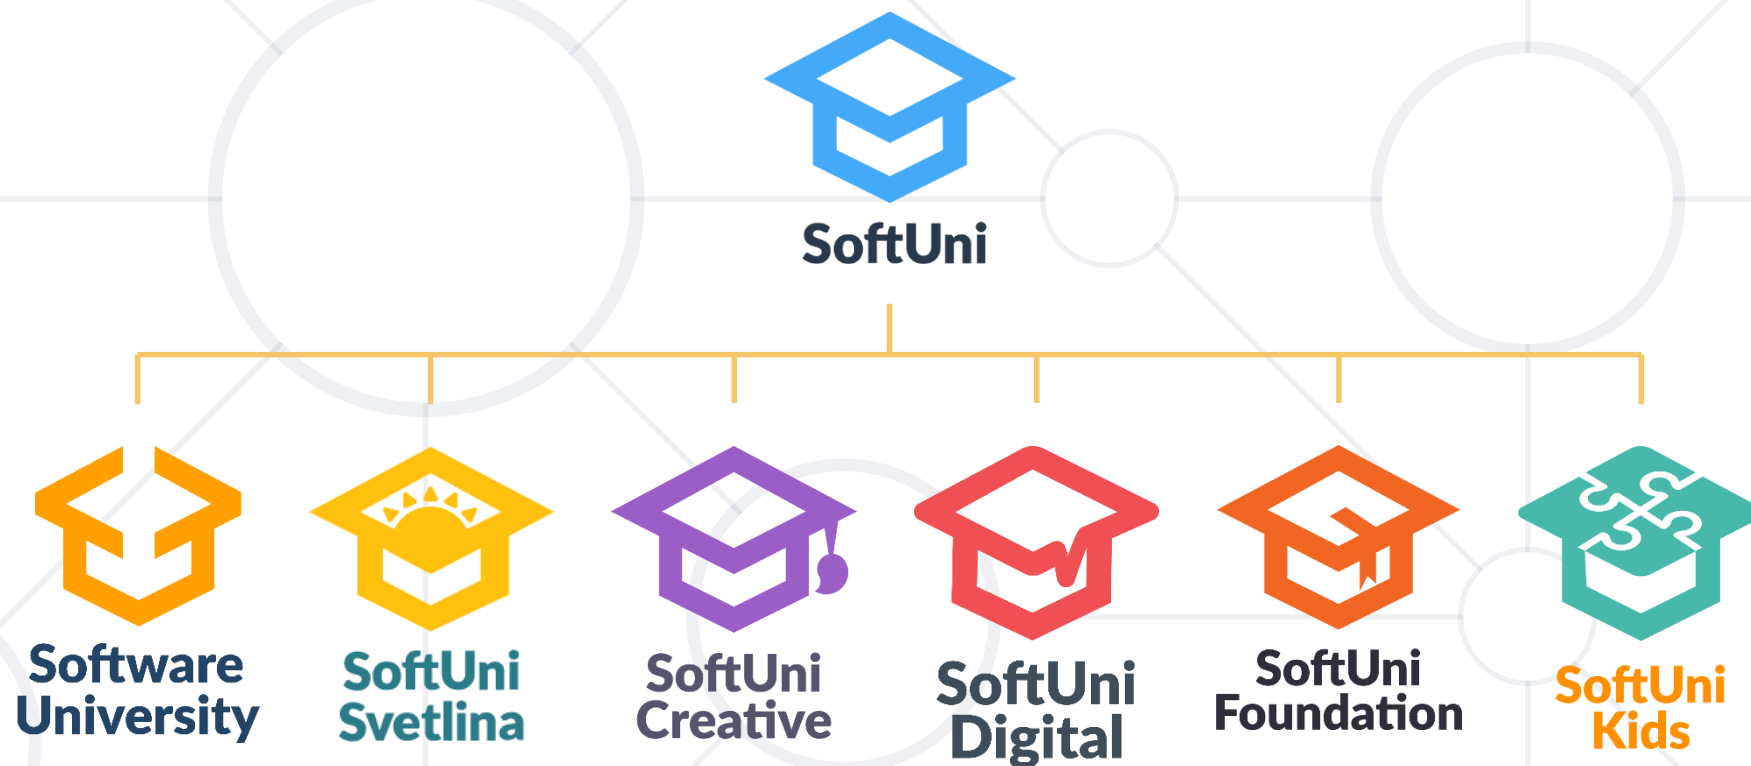 SoftUni
Software
University
SoftUni
Svetlina
SoftUni
Creative
SoftUni
Digital
SoftUni
Foundation
SoftUni
Kids